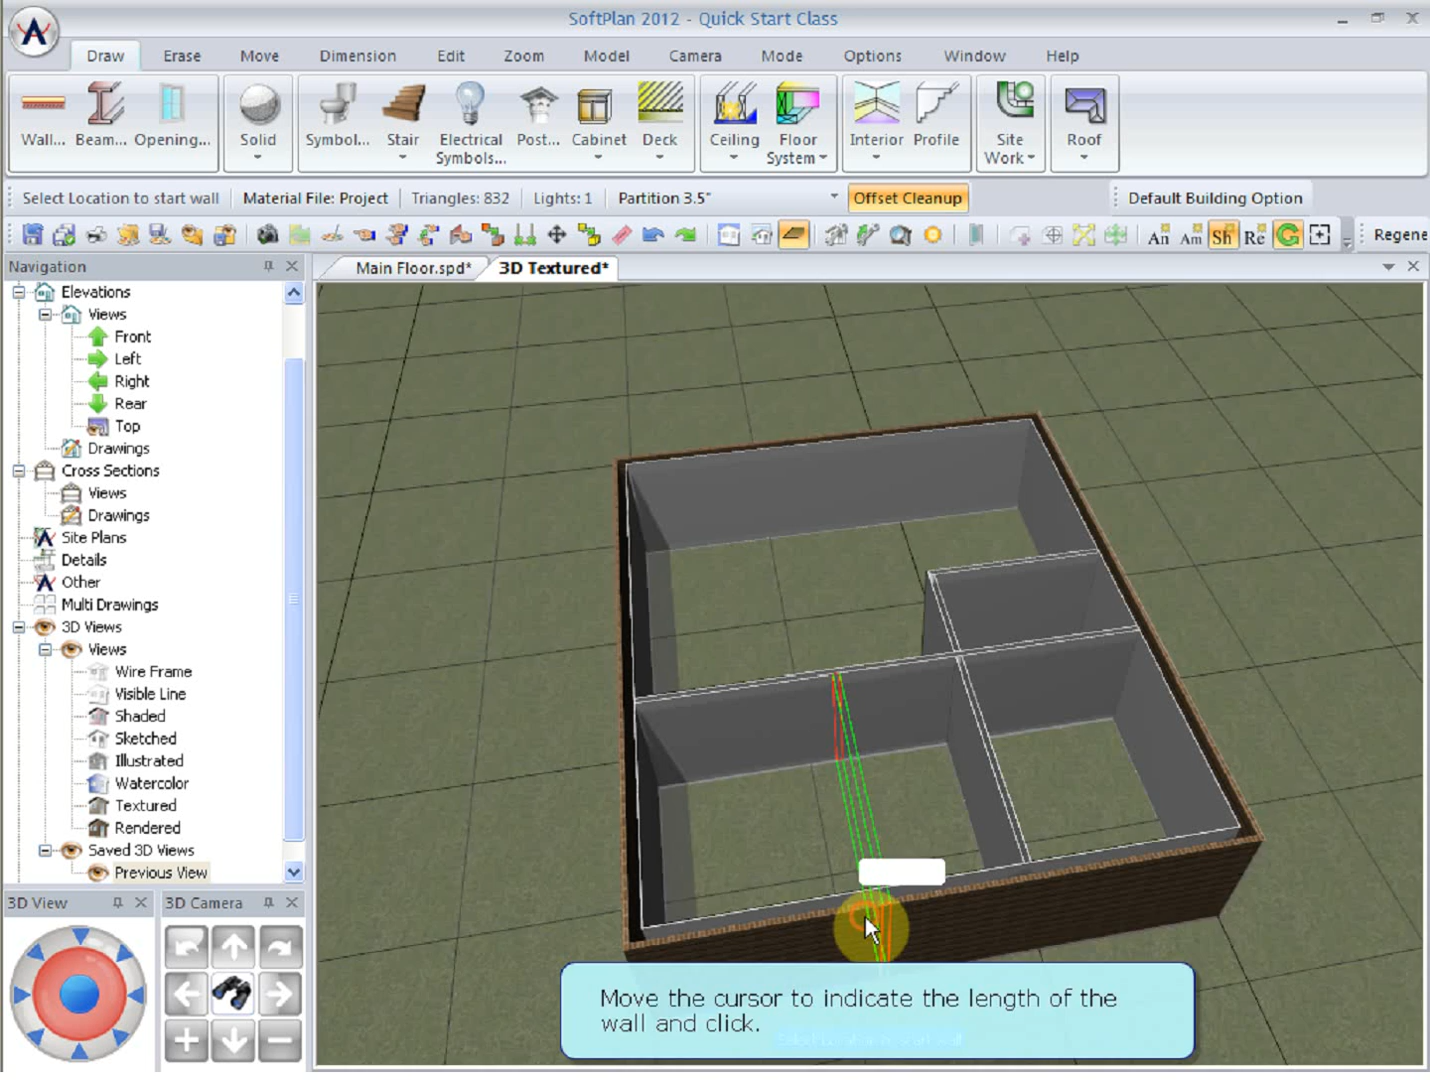 SoftPlan 2012 - Quick Start Class
Draw Erase Move Dimension Edit Zoom Model Camera Mode Options Window Help
Wall... Beam... Opening... Solid Symbol... Stair Electrical Symbols... Post... Cabinet Deck Ceiling Floor System Interior Profile Site Work Roof
Select Location to start wall Material File: Project Triangles: 832 Lights: 1 Partition 3.5" Offset Cleanup Default Building Option
An Am Sh Re Regene
Navigation
Main Floor.spd* 3D Textured*
Elevations
Views
Front
Left
Right
Rear
Top
Drawings
Cross Sections
Views
Drawings
Site Plans
Details
Other
Multi Drawings
3D Views
Views
Wire Frame
Visible Line
Shaded
Sketched
Illustrated
Watercolor
Textured
Rendered
Saved 3D Views
Previous View
3D View 3D Camera
Move the cursor to indicate the length of the
wall and click.